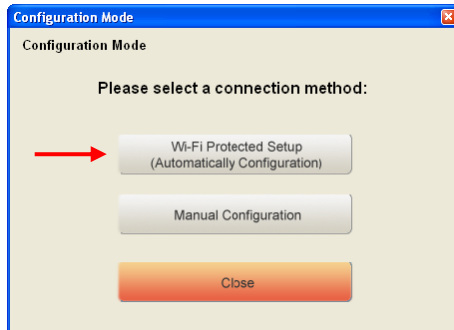 Configuration Mode
Configuration Mode
Please select a connection method:
Wi-Fi Protected Setup
(Automatically Configuration)
Manual Configuration
Close